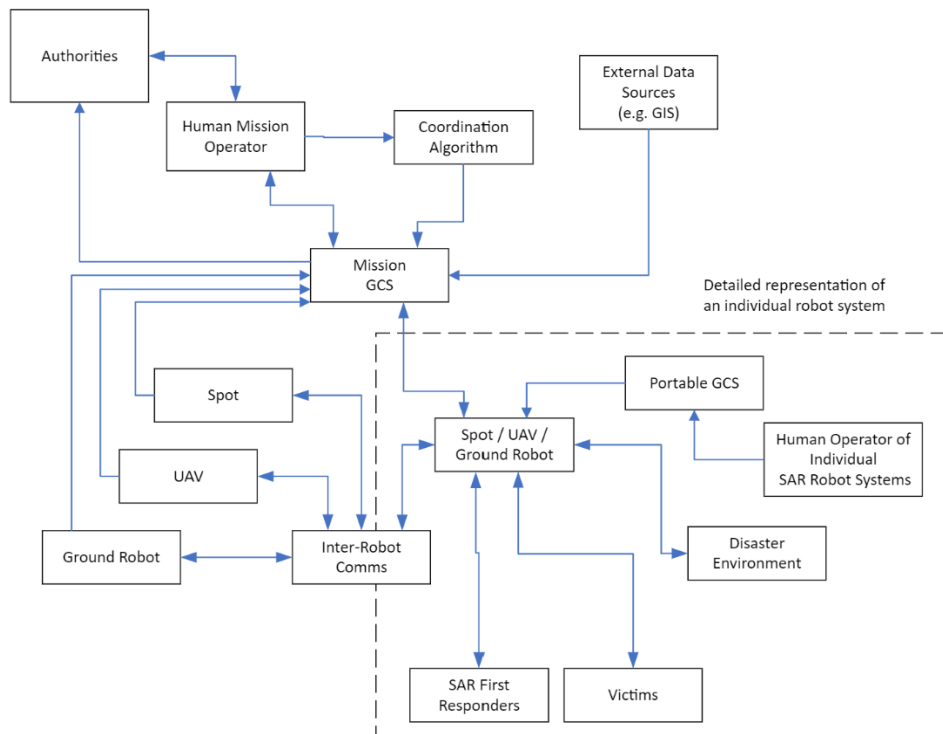 Authorities
External Data
Sources
(e.g. GIS)
Human Mission
Operator
Coordination
Algorithm
Mission
GCS
Detailed representation of
an individual robot system
Spot
Portable GCS
Spot / UAV /
Ground Robot
Human Operator of
Individual
SAR Robot Systems
UAV
Ground Robot
Inter-Robot
Comms
Disaster
Environment
SAR First
Responders
Victims